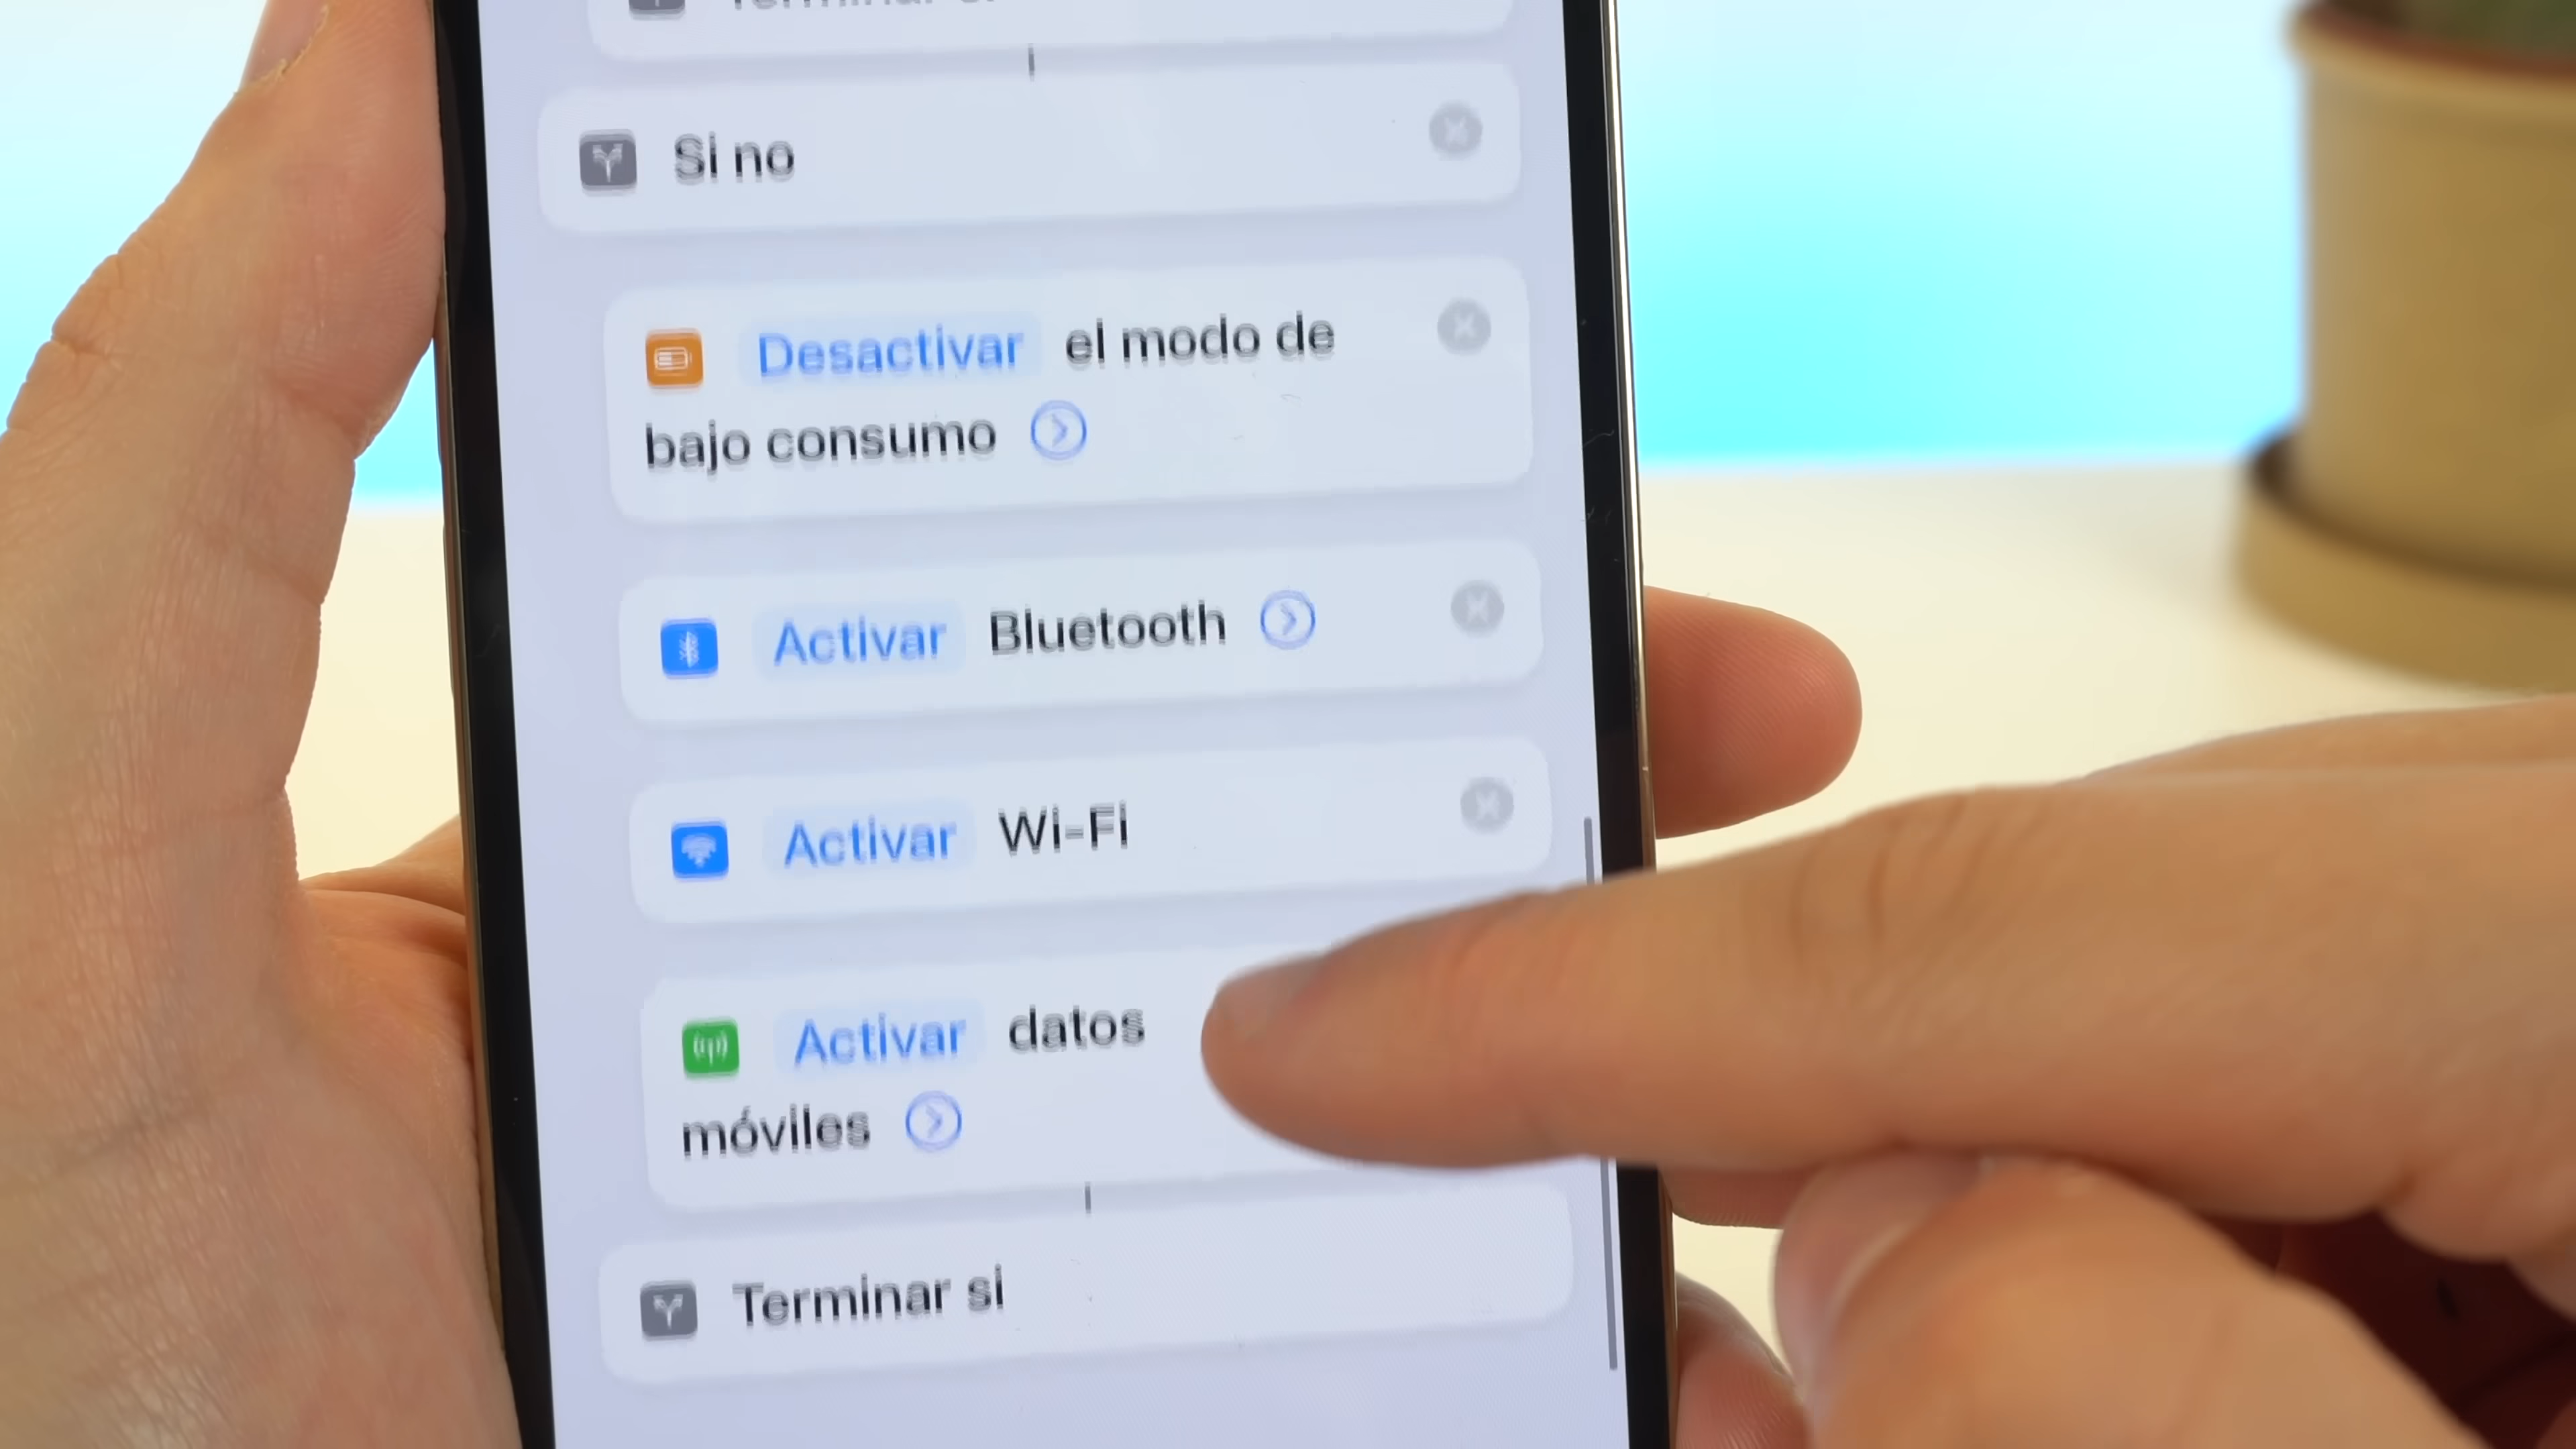 Si no
Desactivar el modo de
bajo consumo
Activar Bluetooth
Activar Wi-Fi
Activar datos
móviles
Terminar si